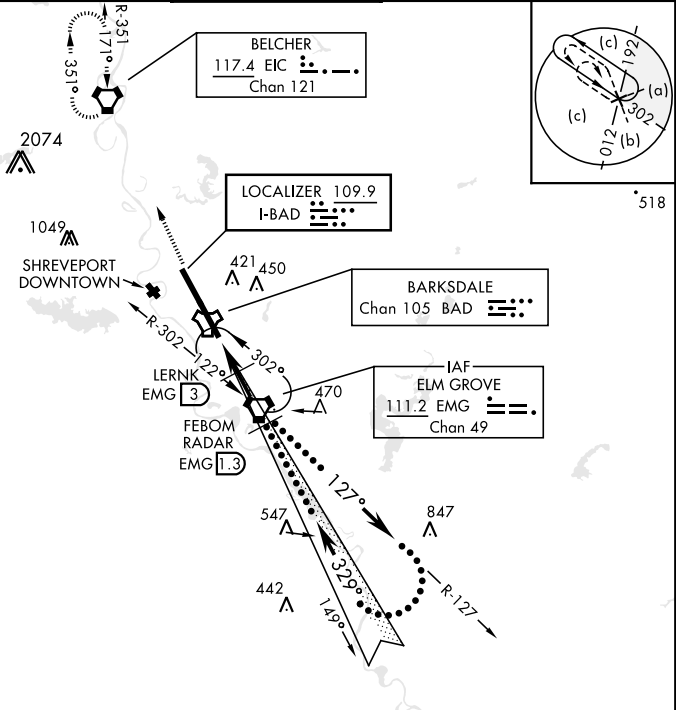 R-351
171°
351°
BELCHER
117.4 EIC
Chan 121
(c)
192
(a)
302
(c)
(b)
012
2074
518
LOCALIZER 109.9
I-BAD
1049
SHREVEPORT
DOWNTOWN
421
450
BARKSDALE
Chan 105 BAD
R-302
122°
302°
LERNK
EMG 3
IAF
ELM GROVE
111.2 EMG
Chan 49
470
FEBOM
RADAR
EMG 1.3
127°
547
847
329°
442
149°
R-127